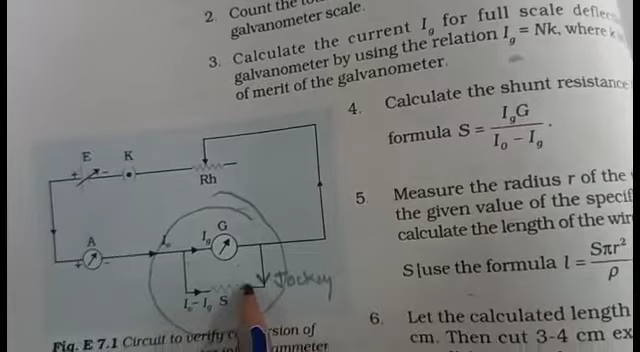 2. Count the
galvanometer scale.
3. Calculate the current I_g for full scale
galvanometer by using the relation I_g = Nk, where k
of merit of the galvanometer.
4. Calculate the shunt resistance
formula S = I_gG / I_o − I_g.
5. Measure the radius r of the
the given value of the specif
calculate the length of the wir
S|use the formula l = Sπr² / ρ
6. Let the calculated length
cm. Then cut 3-4 cm ex
E K
+ −
Rh
A
+ −
I_o I_g G
Jockey
I_o−I_g S
Fig. E 7.1 Circuit to verify
rsion of
ammeter